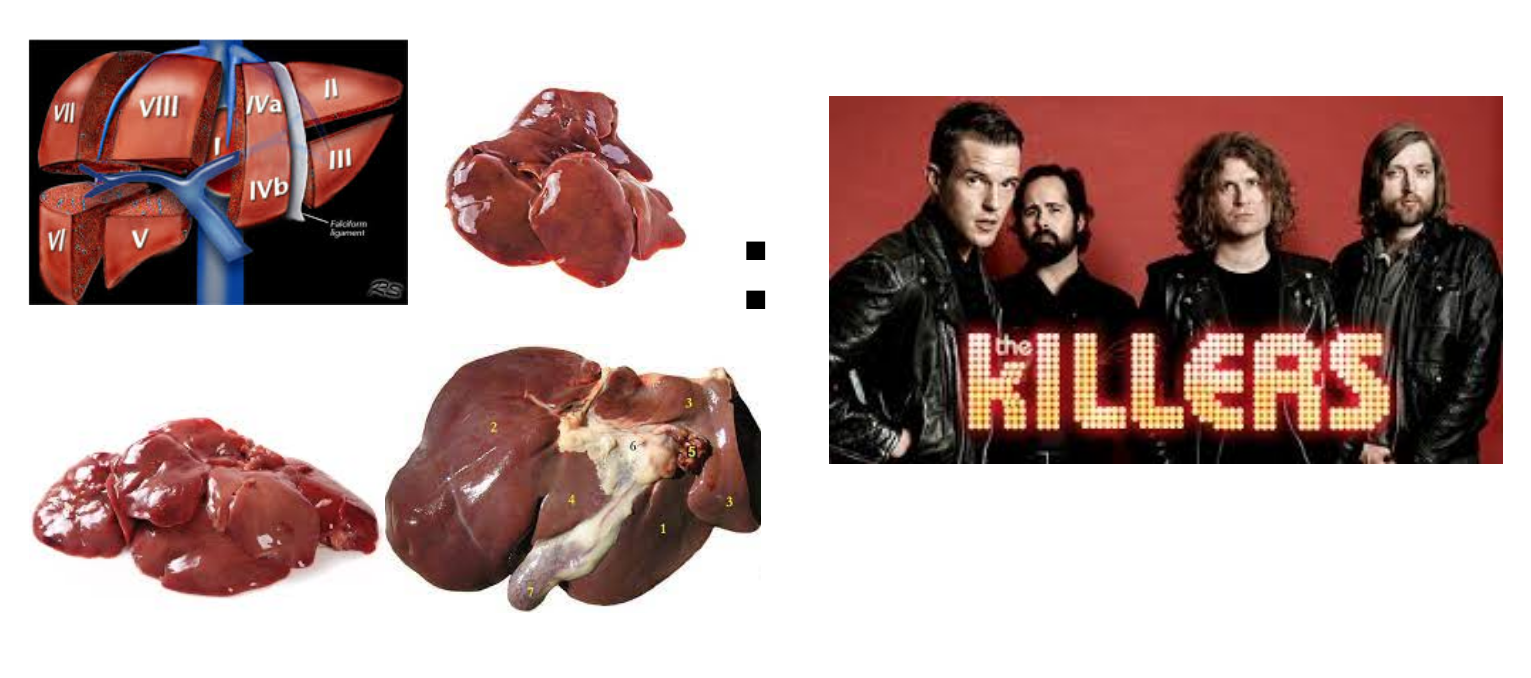 VII
VIII
IVa
II
I
III
IVb
VI
V
Falciform
ligament
RS
:
the
KILLERS
2
3
6
5
4
3
1
7